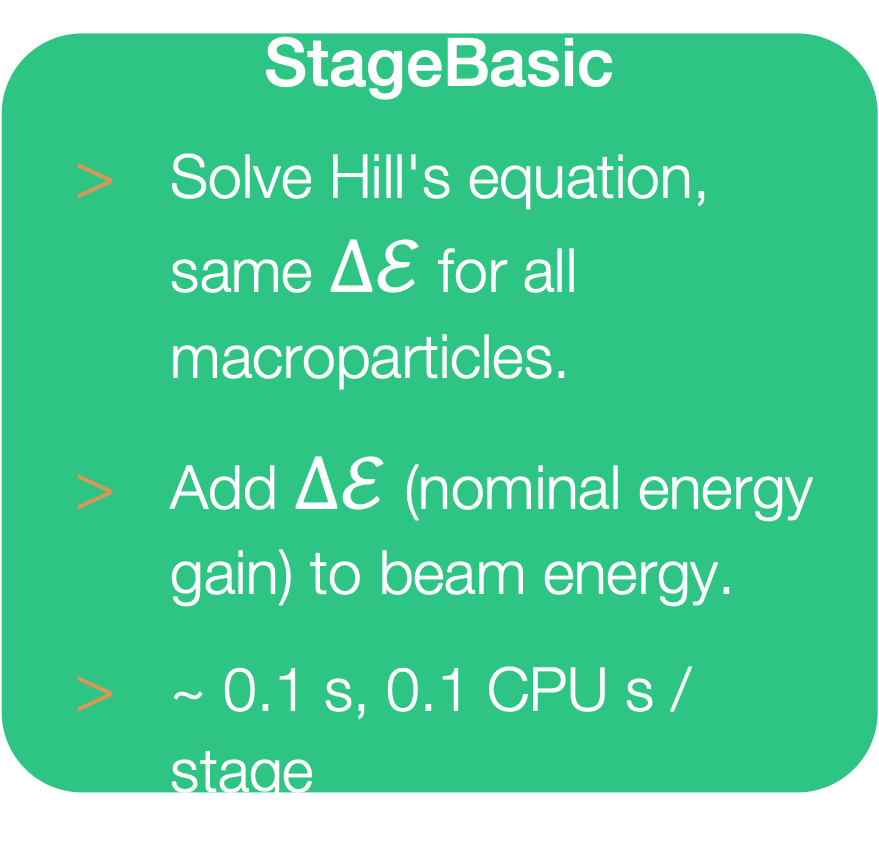 StageBasic
> Solve Hill's equation,
same Δℰ for all
macroparticles.
> Add Δℰ (nominal energy
gain) to beam energy.
> ~ 0.1 s, 0.1 CPU s /
stage